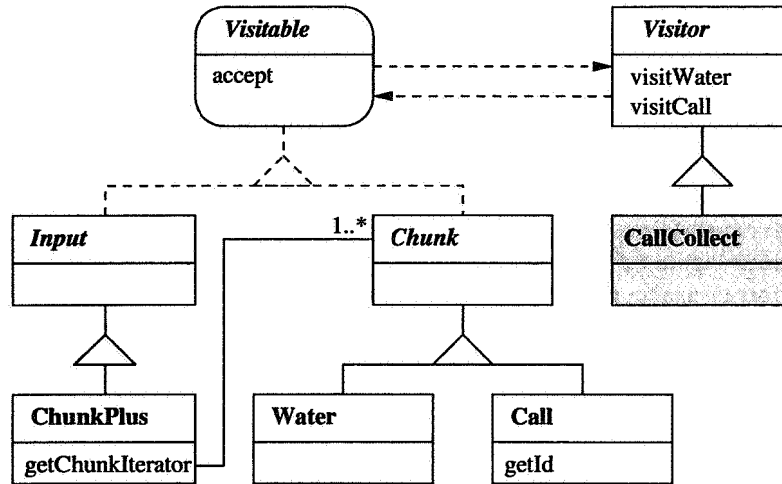 Visitable
accept
Visitor
visitWater
visitCall
Input
1..*
Chunk
CallCollect
ChunkPlus
getChunkIterator
Water
Call
getId